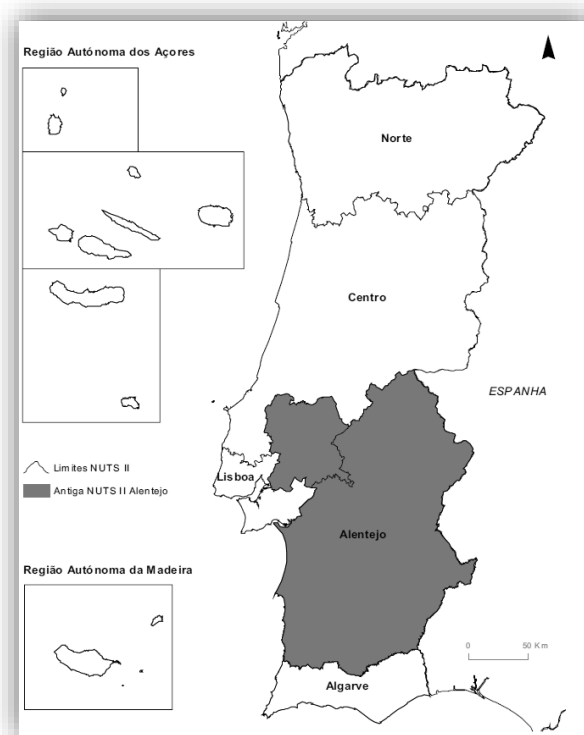 Região Autónoma dos Açores
Norte
Centro
ESPANHA
Limites NUTS II
Lisboa
Antiga NUTS II Alentejo
Alentejo
Região Autónoma da Madeira
0 50 Km
Algarve